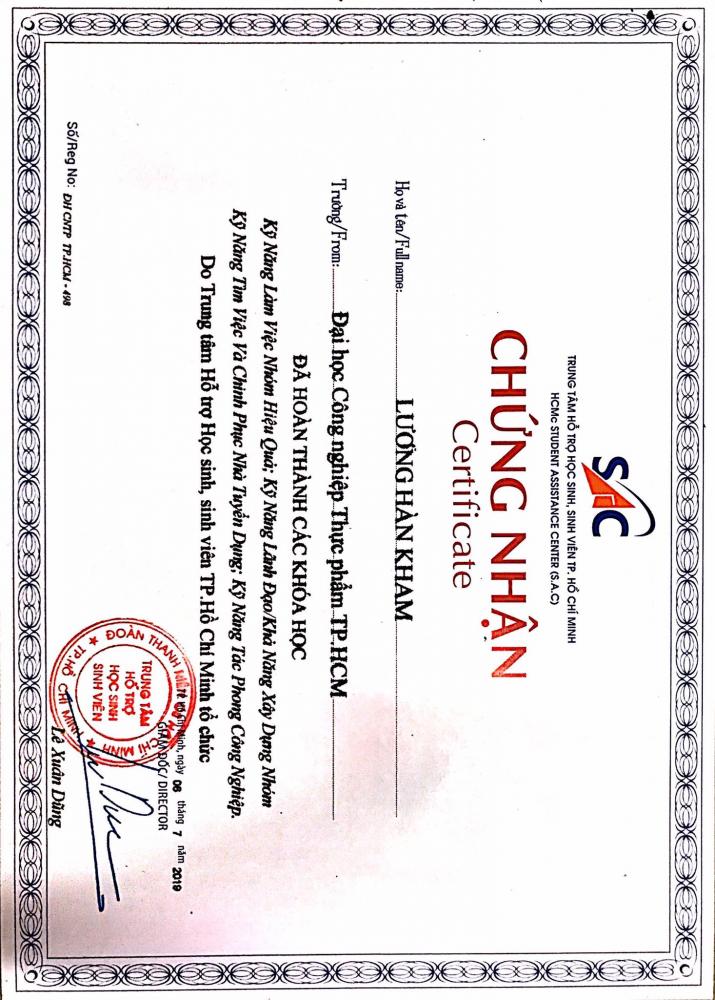 SAC
TRUNG TÂM HỖ TRỢ HỌC SINH, SINH VIÊN TP. HỒ CHÍ MINH
HCMc STUDENT ASSISTANCE CENTER (S.A.C)
CHỨNG NHẬN
Certificate
Họ và tên/Full name: LƯƠNG HÀN KHAM
Trường/From: Đại học Công nghiệp Thực phẩm TP.HCM
ĐÃ HOÀN THÀNH CÁC KHÓA HỌC
Kỹ Năng Làm Việc Nhóm Hiệu Quả; Kỹ Năng Lãnh Đạo/Khả Năng Xây Dựng Nhóm
Kỹ Năng Tìm Việc Và Chinh Phục Nhà Tuyển Dụng; Kỹ Năng Tác Phong Công Nghiệp.
Do Trung tâm Hỗ trợ Học sinh, sinh viên TP.Hồ Chí Minh tổ chức
Minh, ngày 08 tháng 7 năm 2019
GIÁM ĐỐC/ DIRECTOR
ĐOÀN THANH
CHÍ MINH
TP.HỒ CHÍ MINH
TRUNG TÂM
HỖ TRỢ
HỌC SINH
SINH VIÊN
Lê Xuân Dũng
Số/Reg No: ĐH CNTP TP.HCM - 498